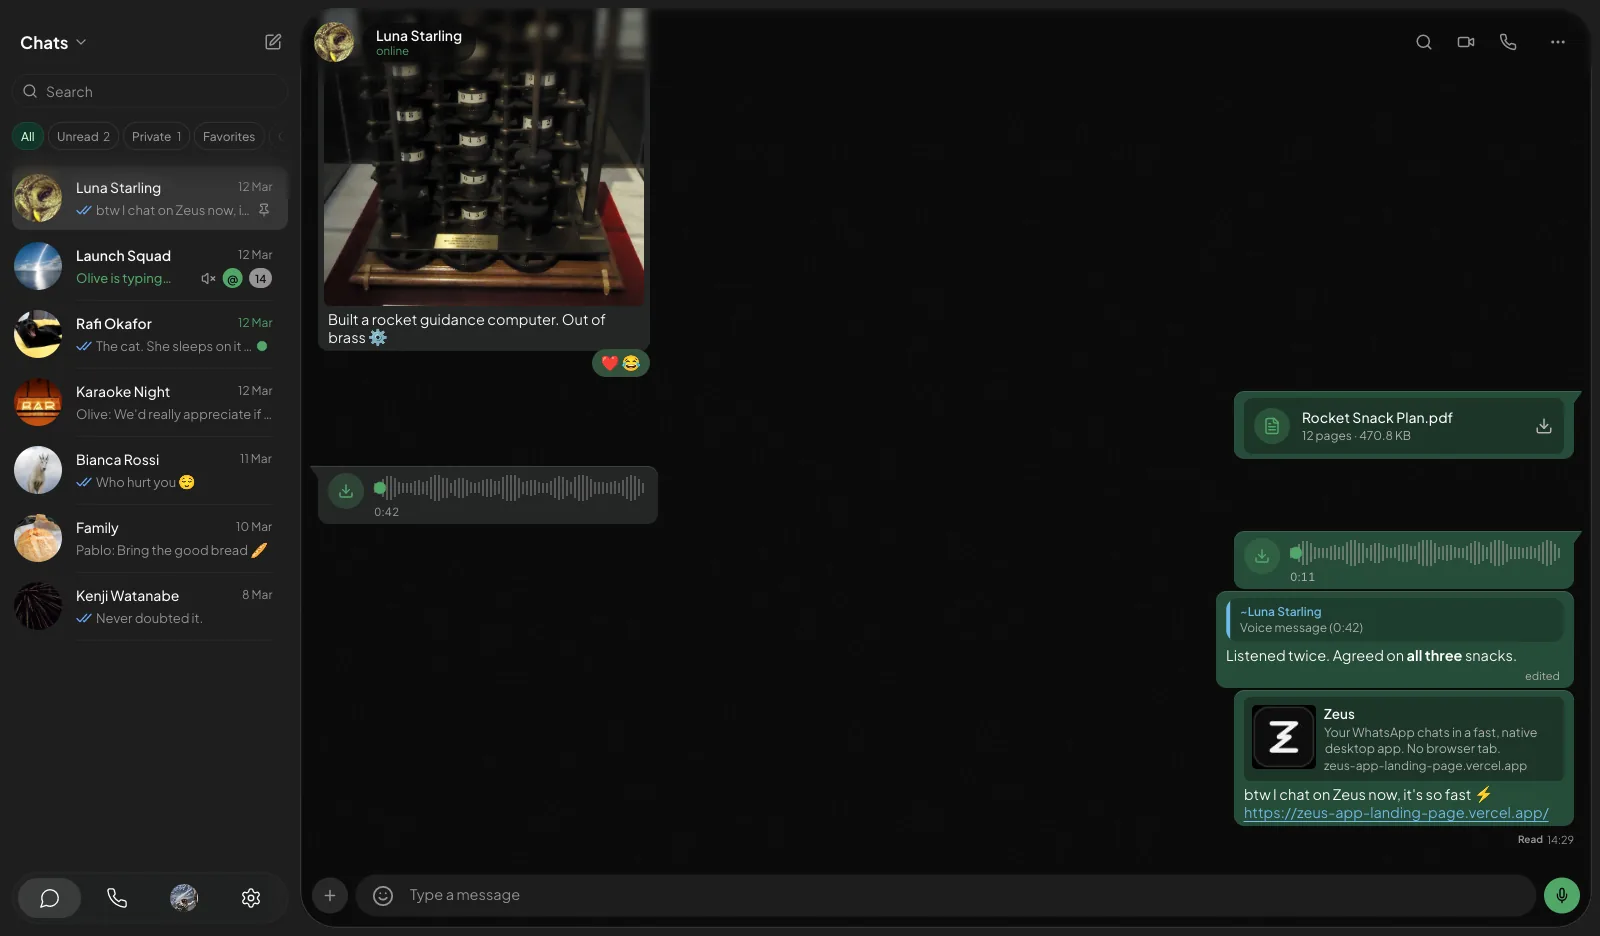 Chats
Search
All
Unread 2
Private 1
Favorites
Luna Starling
12 Mar
btw I chat on Zeus now, i...
Launch Squad
12 Mar
Olive is typing...
@
14
Rafi Okafor
12 Mar
The cat. She sleeps on it ...
Karaoke Night
12 Mar
Olive: We'd really appreciate if ...
BAR
Bianca Rossi
11 Mar
Who hurt you 😌
Family
10 Mar
Pablo: Bring the good bread 🥖
Kenji Watanabe
8 Mar
Never doubted it.
Luna Starling
online
Built a rocket guidance computer. Out of
brass ⚙️
❤️😂
Rocket Snack Plan.pdf
12 pages · 470.8 KB
0:42
0:11
~Luna Starling
Voice message (0:42)
Listened twice. Agreed on all three snacks.
edited
Zeus
Your WhatsApp chats in a fast, native
desktop app. No browser tab.
zeus-app-landing-page.vercel.app
btw I chat on Zeus now, it's so fast ⚡
https://zeus-app-landing-page.vercel.app/
Read 14:29
Type a message